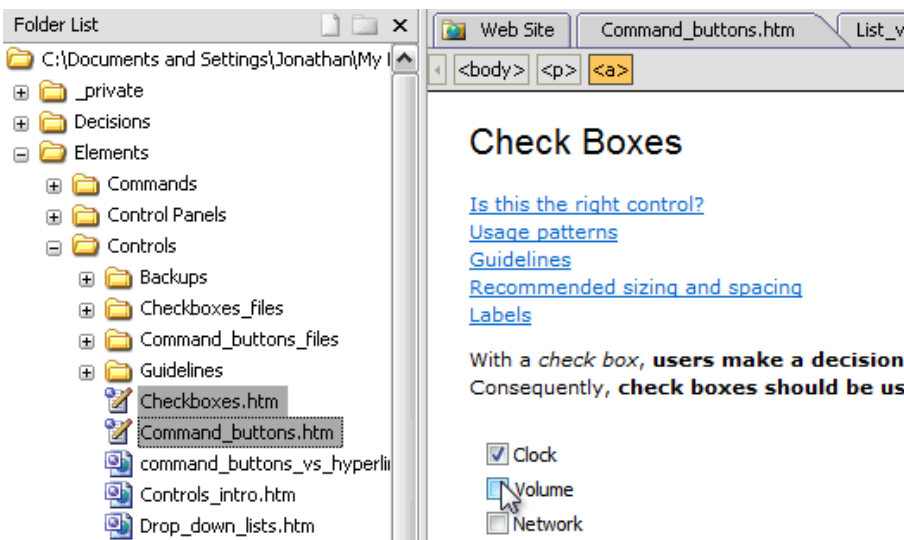 Folder List
C:\Documents and Settings\Jonathan\My
_private
Decisions
Elements
Commands
Control Panels
Controls
Backups
Checkboxes_files
Command_buttons_files
Guidelines
Checkboxes.htm
Command_buttons.htm
command_buttons_vs_hyperli
Controls_intro.htm
Drop_down_lists.htm
Web Site
Command_buttons.htm
List_v
<body> <p> <a>
Check Boxes
Is this the right control?
Usage patterns
Guidelines
Recommended sizing and spacing
Labels
With a check box, users make a decision
Consequently, check boxes should be us
Clock
Volume
Network